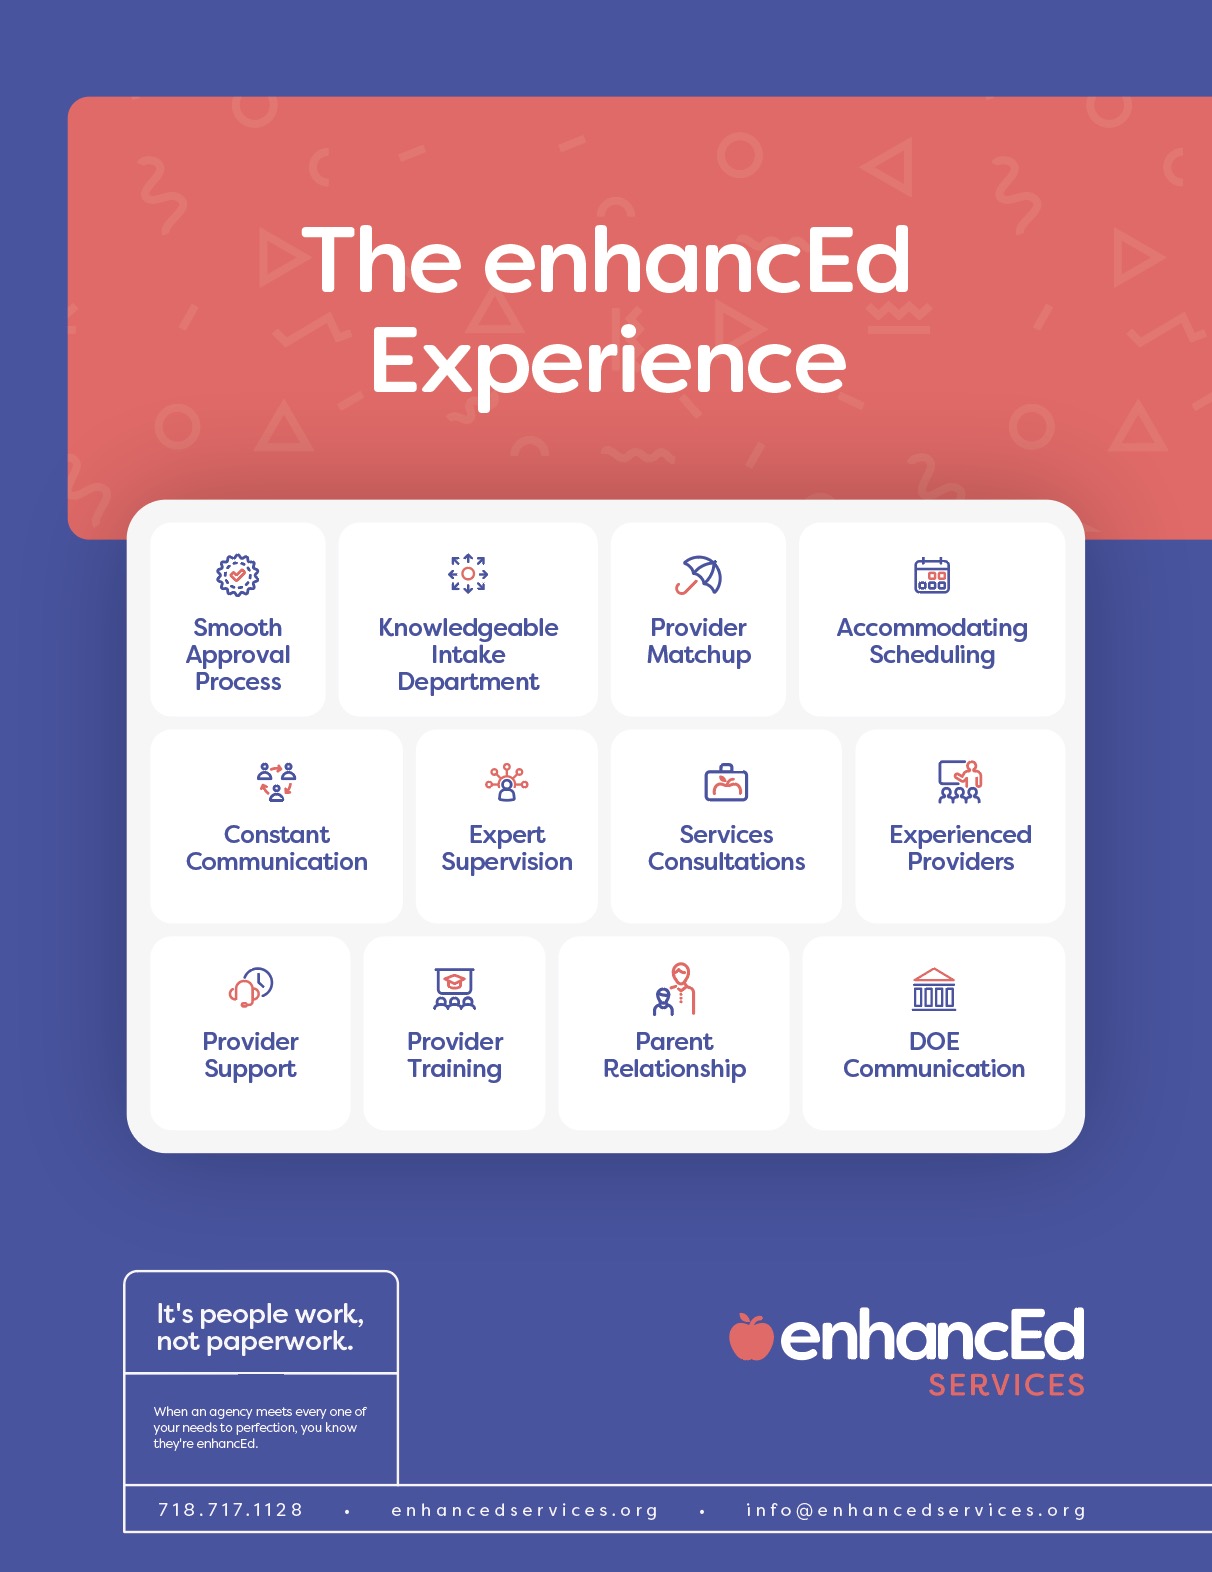 The enhancEd
Experience
Smooth
Approval
Process
Knowledgeable
Intake
Department
Provider
Matchup
Accommodating
Scheduling
Constant
Communication
Expert
Supervision
Services
Consultations
Experienced
Providers
Provider
Support
Provider
Training
Parent
Relationship
DOE
Communication
It's people work,
not paperwork.
When an agency meets every one of
your needs to perfection, you know
they're enhancEd.
enhancEd
SERVICES
718.717.1128 • enhancedservices.org • info@enhancedservices.org